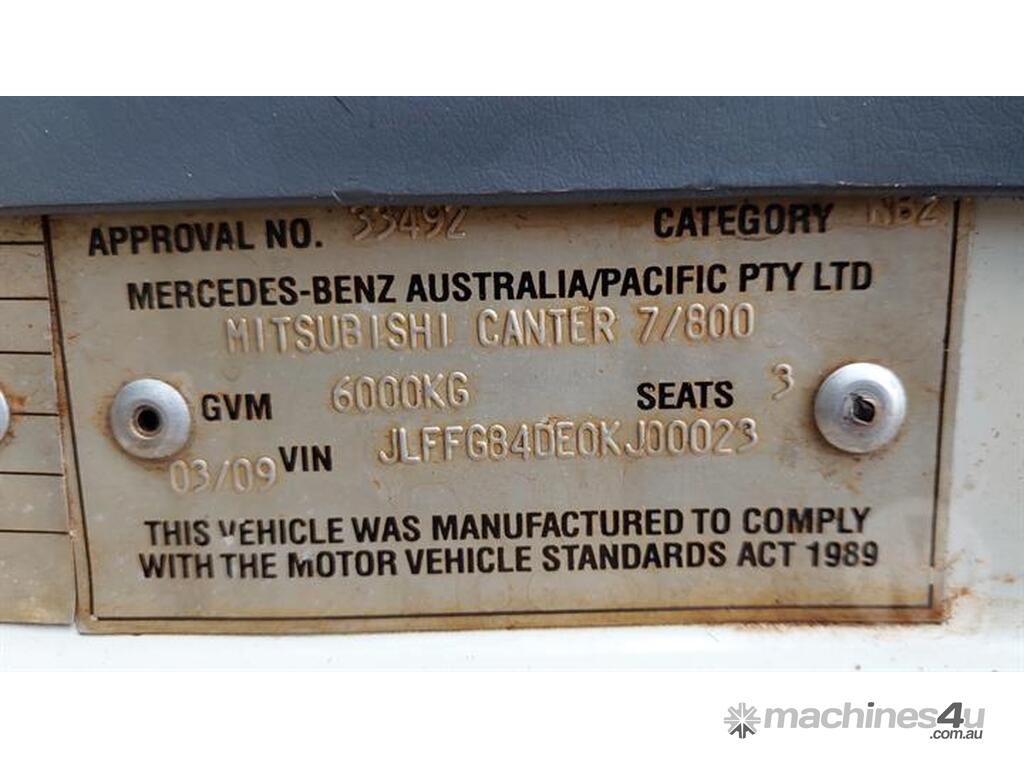 APPROVAL NO. 33492 CATEGORY NB2
MERCEDES-BENZ AUSTRALIA/PACIFIC PTY LTD
MITSUBISHI CANTER 7/800
GVM 6000KG SEATS 3
03/09 VIN JLFFG84DE0KJ00023
THIS VEHICLE WAS MANUFACTURED TO COMPLY
WITH THE MOTOR VEHICLE STANDARDS ACT 1989
machines4u
.com.au